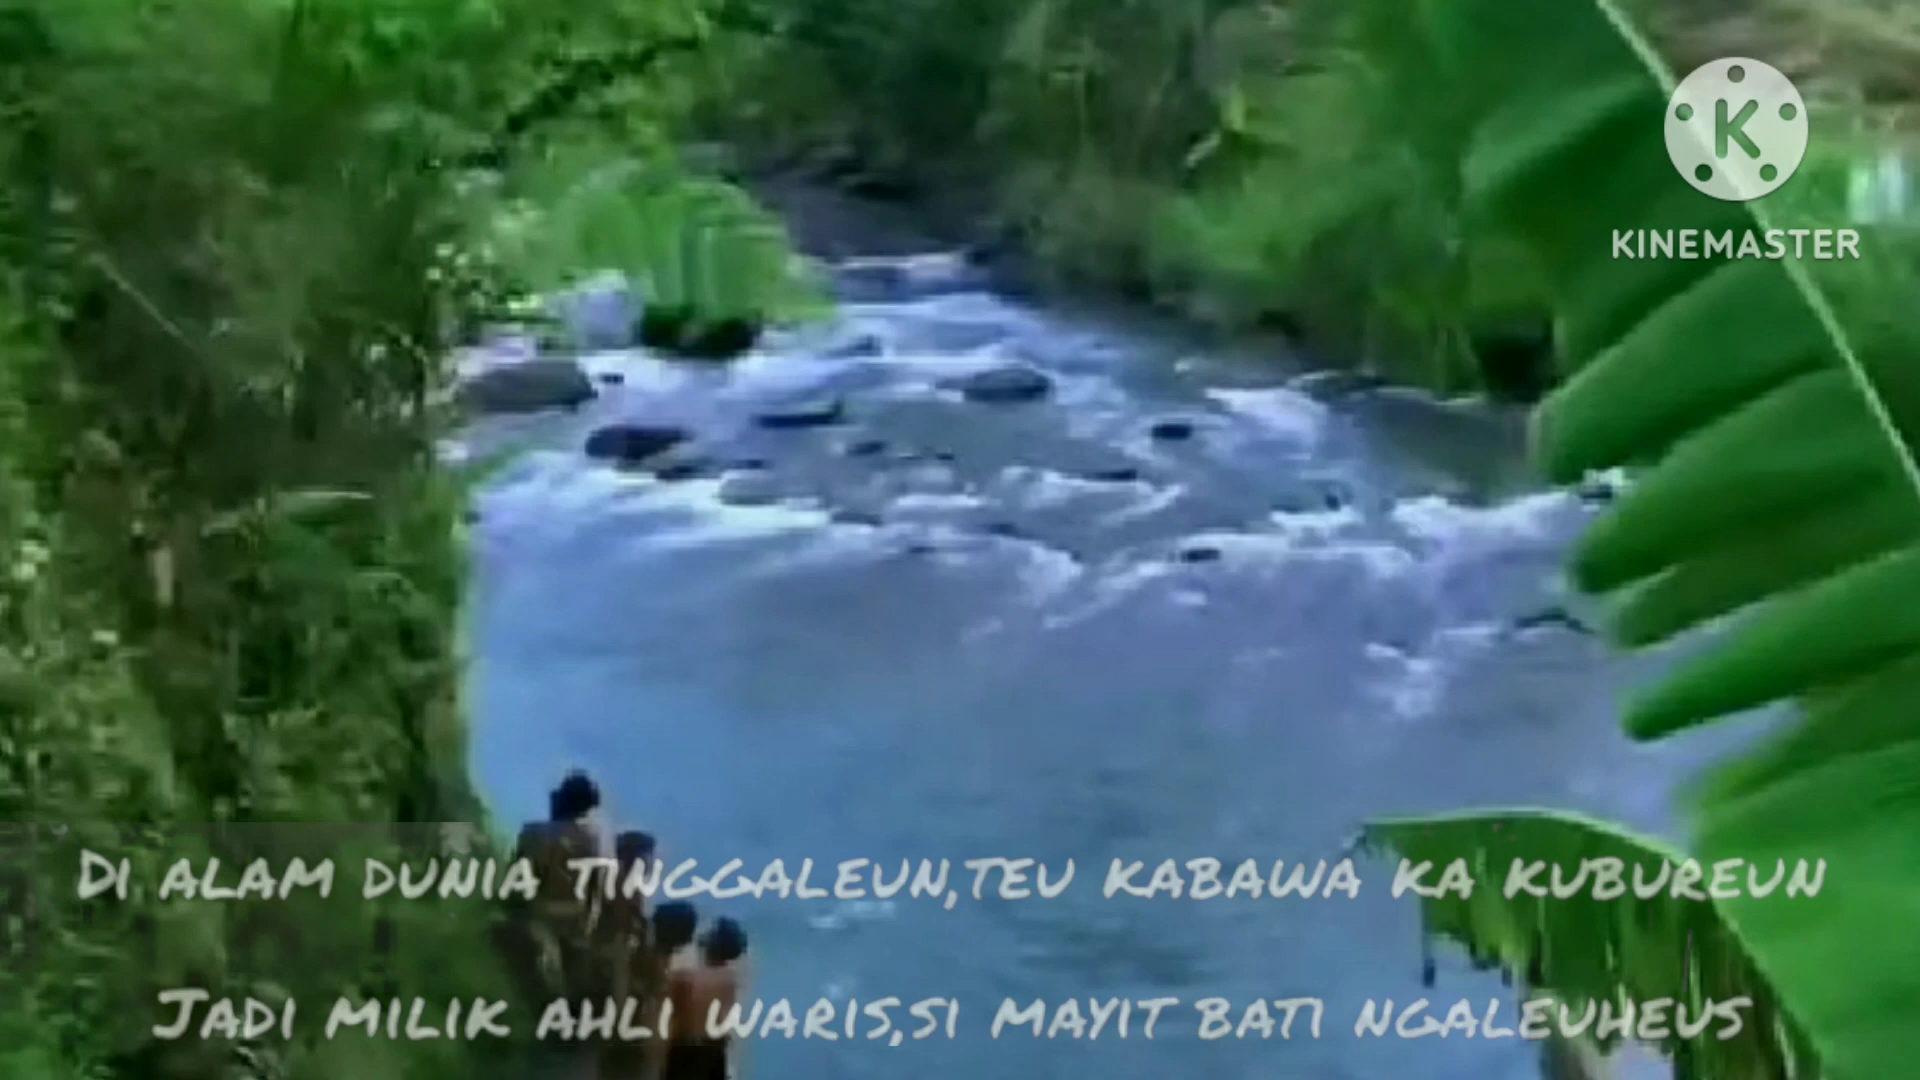 KINEMASTER
Di alam dunia tinggaleun,teu kabawa ka kubureun
Jadi milik ahli waris,si mayit bati ngaleuheus